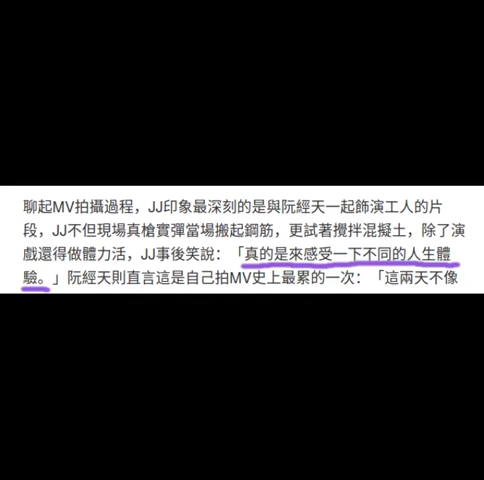 聊起MV拍攝過程，JJ印象最深刻的是與阮經天一起飾演工人的片
段，JJ不但現場真槍實彈當場搬起鋼筋，更試著攪拌混擬土，除了演
戲還得做體力活，JJ事後笑說：「真的是來感受一下不同的人生體
驗。」阮經天則直言這是自己拍MV史上最累的一次：「這兩天不像